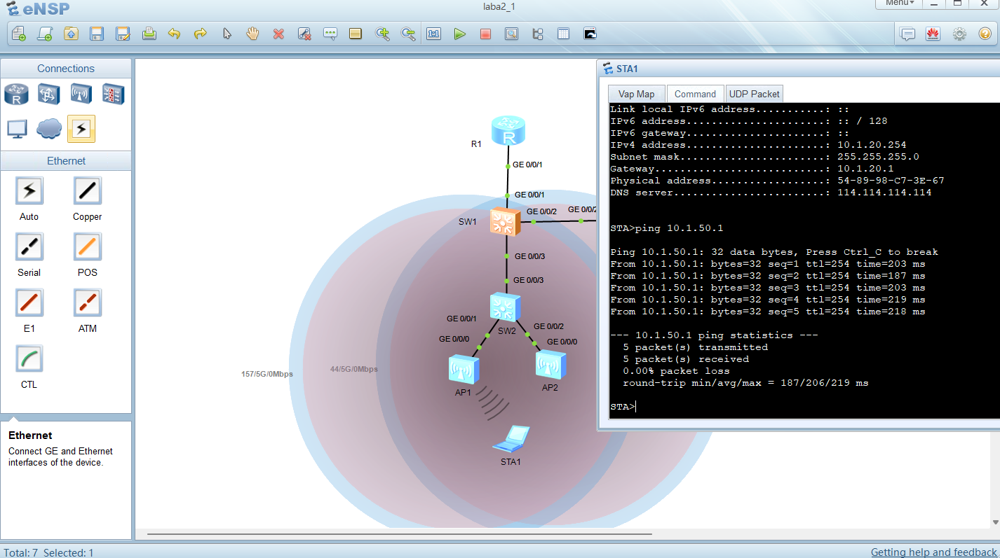 laba2_1
eNSP
Menu
Connections
R
Ethernet
Auto
Copper
Serial
POS
E1
ATM
CTL
Ethernet
Connect GE and Ethernet
interfaces of the device.
R
R1
GE 0/0/1
GE 0/0/1
SW1
GE 0/0/2
GE 0/0/2
GE 0/0/3
GE 0/0/3
GE 0/0/1
SW2
GE 0/0/2
GE 0/0/0
GE 0/0/0
157/5G/0Mbps
44/5G/0Mbps
AP1
AP2
STA1
STA1
Vap Map
Command
UDP Packet
Link local IPv6 address...........: ::
IPv6 address......................: :: / 128
IPv6 gateway......................: ::
IPv4 address......................: 10.1.20.254
Subnet mask.......................: 255.255.255.0
Gateway...........................: 10.1.20.1
Physical address..................: 54-89-98-C7-3E-67
DNS server........................: 114.114.114.114
STA>ping 10.1.50.1
Ping 10.1.50.1: 32 data bytes, Press Ctrl_C to break
From 10.1.50.1: bytes=32 seq=1 ttl=254 time=203 ms
From 10.1.50.1: bytes=32 seq=2 ttl=254 time=187 ms
From 10.1.50.1: bytes=32 seq=3 ttl=254 time=203 ms
From 10.1.50.1: bytes=32 seq=4 ttl=254 time=219 ms
From 10.1.50.1: bytes=32 seq=5 ttl=254 time=218 ms
--- 10.1.50.1 ping statistics ---
5 packet(s) transmitted
5 packet(s) received
0.00% packet loss
round-trip min/avg/max = 187/206/219 ms
STA>
Total: 7 Selected: 1
Getting help and feedback